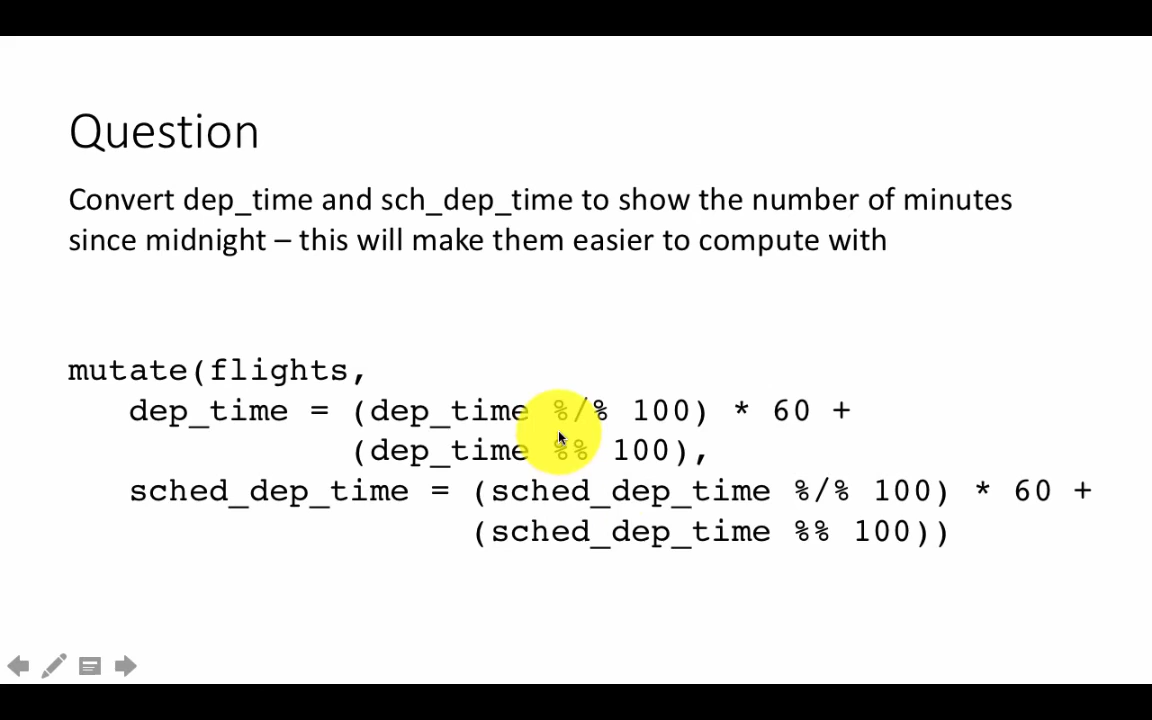 Question
Convert dep_time and sch_dep_time to show the number of minutes
since midnight – this will make them easier to compute with
mutate(flights,
dep_time = (dep_time %/% 100) * 60 +
(dep_time %% 100),
sched_dep_time = (sched_dep_time %/% 100) * 60 +
(sched_dep_time %% 100))